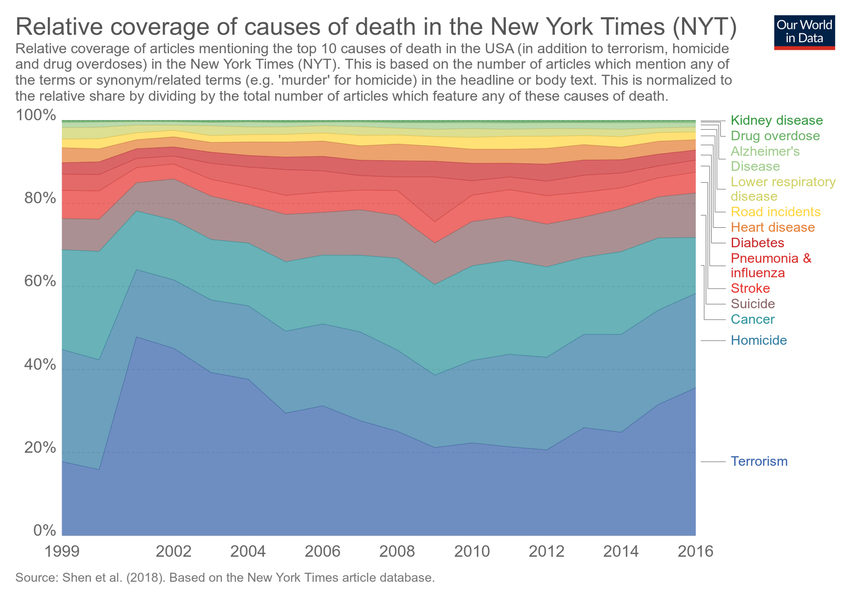 Relative coverage of causes of death in the New York Times (NYT)
Our World
in Data
Relative coverage of articles mentioning the top 10 causes of death in the USA (in addition to terrorism, homicide
and drug overdoses) in the New York Times (NYT). This is based on the number of articles which mention any of
the terms or synonym/related terms (e.g. 'murder' for homicide) in the headline or body text. This is normalized to
the relative share by dividing by the total number of articles which feature any of these causes of death.
100%
80%
60%
40%
20%
0%
1999
2002
2004
2006
2008
2010
2012
2014
2016
Kidney disease
Drug overdose
Alzheimer's
Disease
Lower respiratory
disease
Road incidents
Heart disease
Diabetes
Pneumonia &
influenza
Stroke
Suicide
Cancer
Homicide
Terrorism
Source: Shen et al. (2018). Based on the New York Times article database.